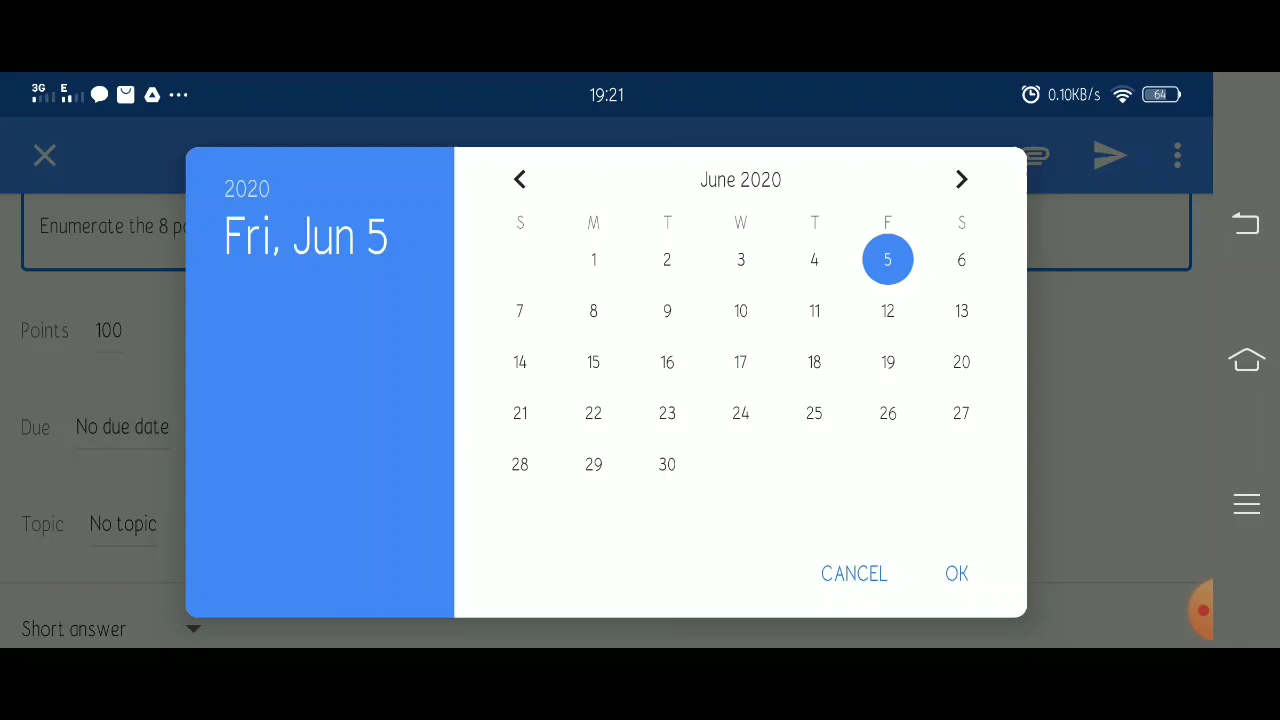 3G E 19:21 0.10KB/s 64
Enumerate the 8 p
Points 100
Due No due date
Topic No topic
Short answer
2020
Fri, Jun 5
June 2020
S M T W T F S
1 2 3 4 5 6
7 8 9 10 11 12 13
14 15 16 17 18 19 20
21 22 23 24 25 26 27
28 29 30
CANCEL OK